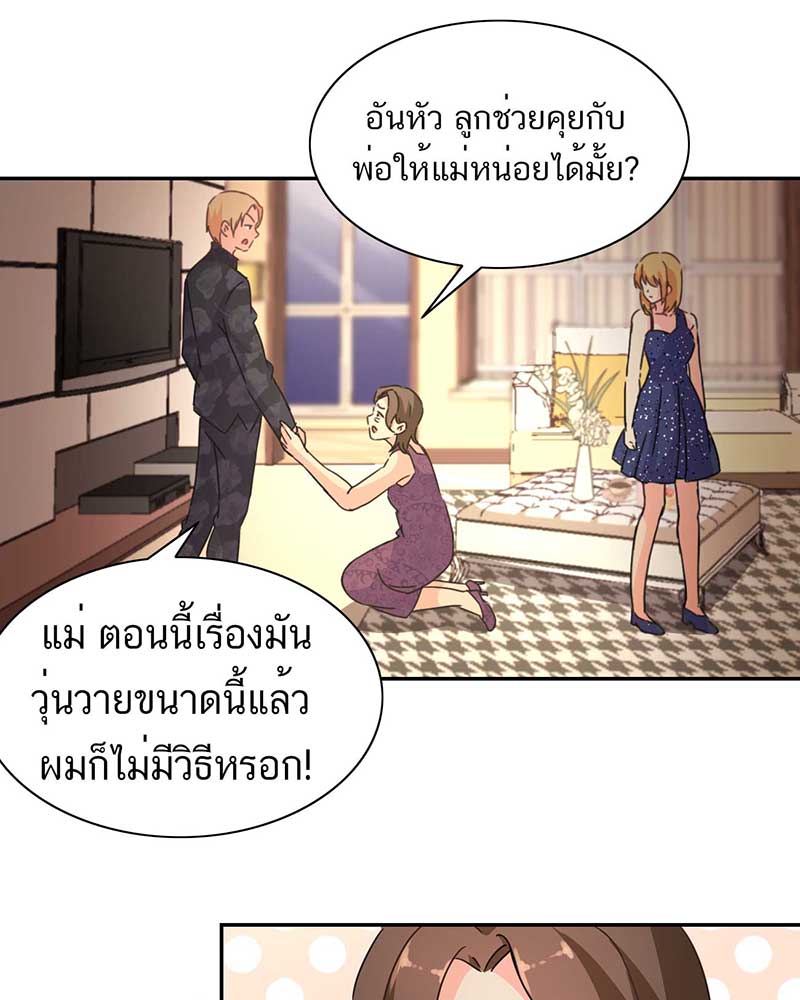 อันหัว ลูกช่วยคุยกับ
พ่อให้แม่หน่อยได้มั้ย?
แม่ ตอนนี้เรื่องมัน
วุ่นวายขนาดนี้แล้ว
ผมก็ไม่มีวิธีหรอก!